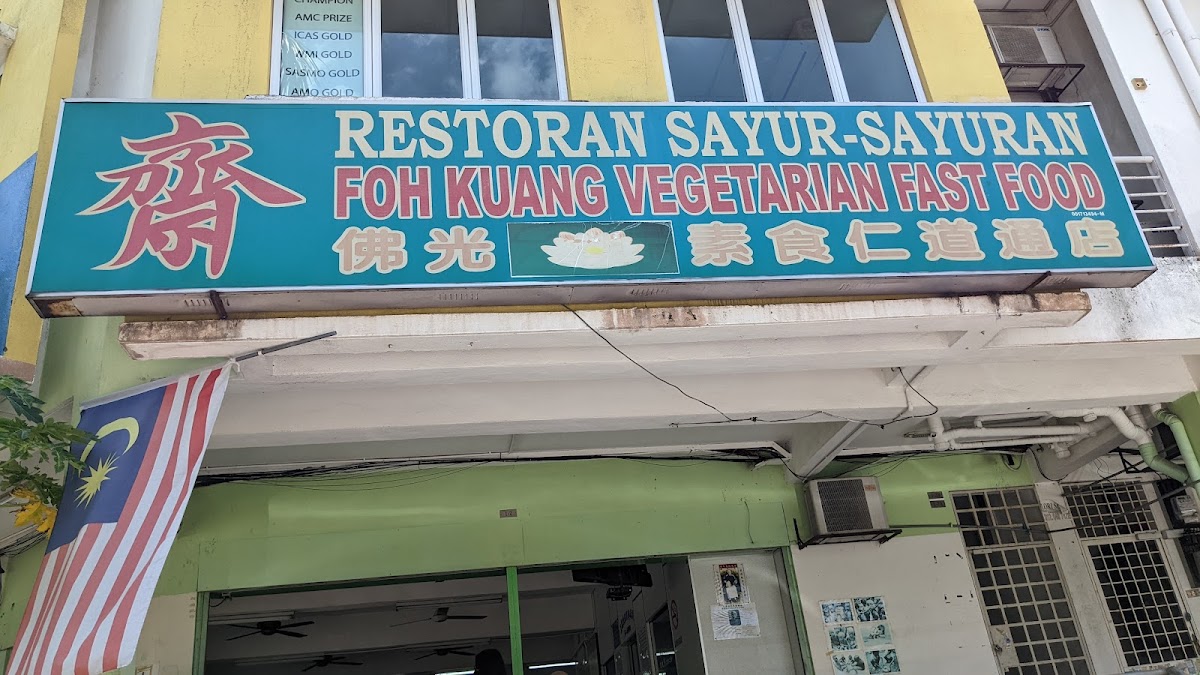 CHAMPION
AMC PRIZE
ICAS GOLD
WMI GOLD
SASMO GOLD
AMO GOLD
齋
RESTORAN SAYUR-SAYURAN
FOH KUANG VEGETARIAN FAST FOOD
佛光 素食仁道通店